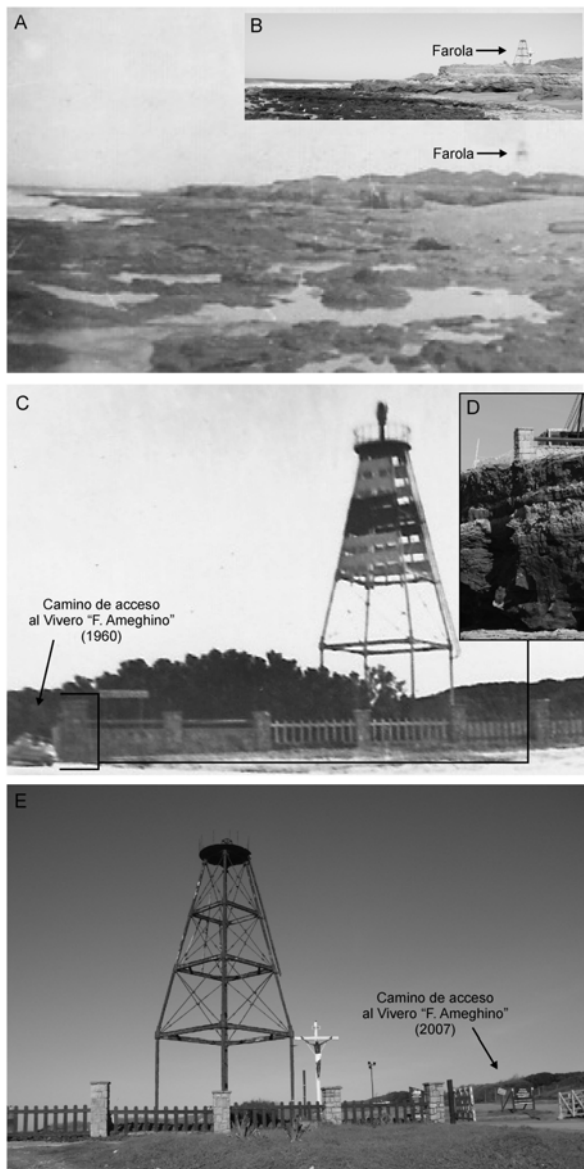 A
B
Farola
Farola
C
D
Camino de acceso
al Vivero “F. Ameghino”
(1960)
E
Camino de acceso
al Vivero “F. Ameghino”
(2007)